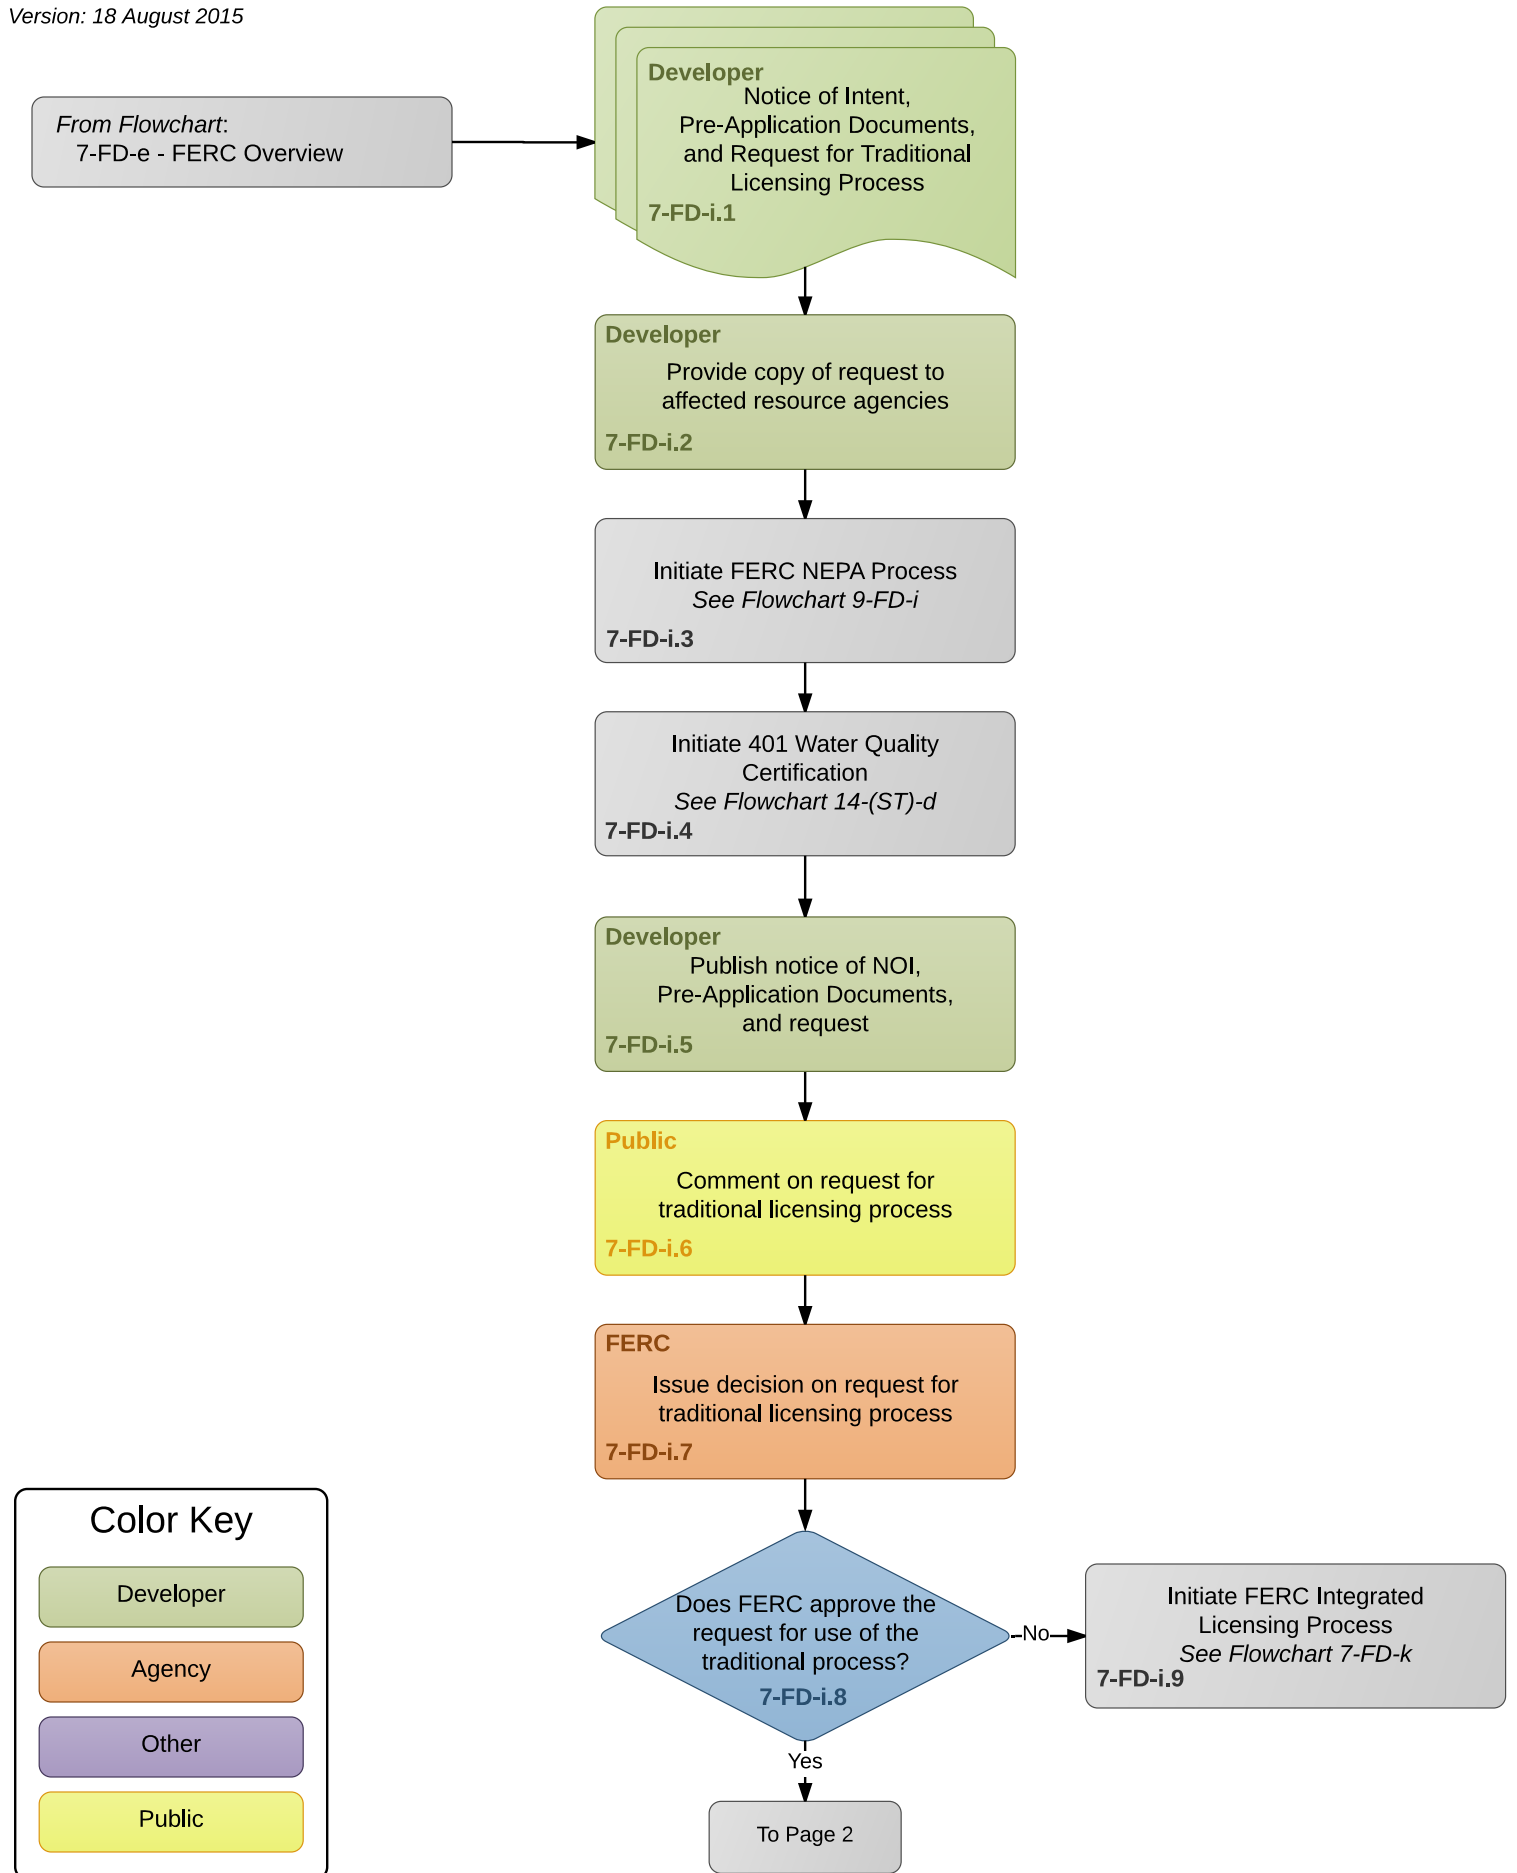 Version: 18 August 2015
From Flowchart:
7-FD-e - FERC Overview
Developer
Notice of Intent,
Pre-Application Documents,
and Request for Traditional
Licensing Process
7-FD-i.1
Developer
Provide copy of request to
affected resource agencies
7-FD-i.2
Initiate FERC NEPA Process
See Flowchart 9-FD-i
7-FD-i.3
Initiate 401 Water Quality
Certification
See Flowchart 14-(ST)-d
7-FD-i.4
Developer
Publish notice of NOI,
Pre-Application Documents,
and request
7-FD-i.5
Public
Comment on request for
traditional licensing process
7-FD-i.6
FERC
Issue decision on request for
traditional licensing process
7-FD-i.7
Does FERC approve the
request for use of the
traditional process?
7-FD-i.8
No
Initiate FERC Integrated
Licensing Process
See Flowchart 7-FD-k
7-FD-i.9
Yes
To Page 2
Color Key
Developer
Agency
Other
Public